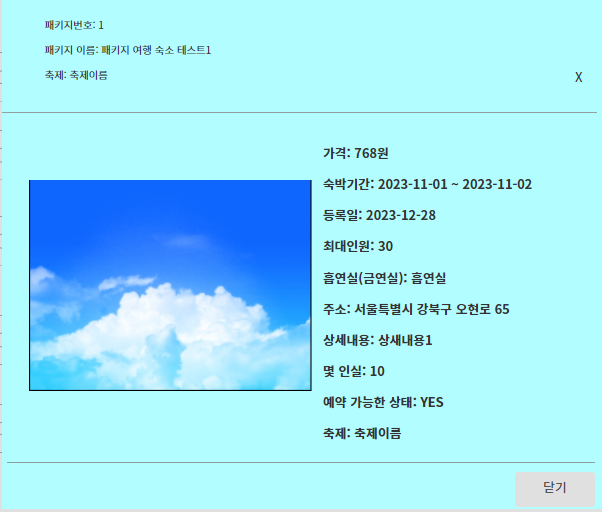 패키지번호: 1
패키지 이름: 패키지 여행 숙소 테스트1
축제: 축제이름
X
가격: 768원
숙박기간: 2023-11-01 ~ 2023-11-02
등록일: 2023-12-28
최대인원: 30
흡연실(금연실): 흡연실
주소: 서울특별시 강북구 오현로 65
상세내용: 상새내용1
몇 인실: 10
예약 가능한 상태: YES
축제: 축제이름
닫기